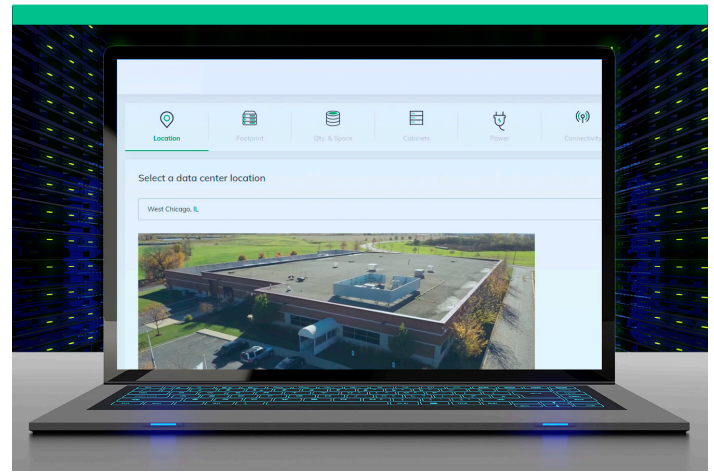 Location
Footprint
Qty. & Space
Cabinets
Power
Connectivity
Select a data center location
West Chicago, IL